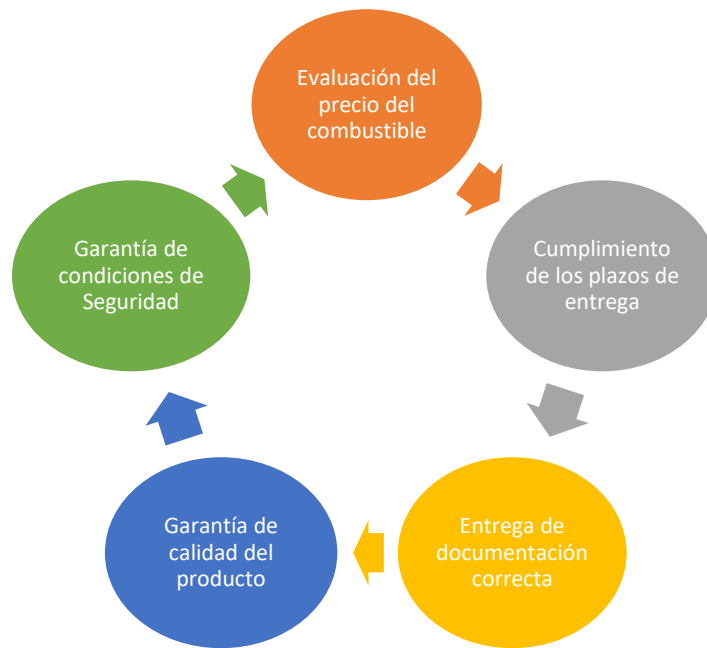 Evaluación del
precio del
combustible
Cumplimiento
de los plazos de
entrega
Entrega de
documentación
correcta
Garantía de
calidad del
producto
Garantía de
condiciones de
Seguridad